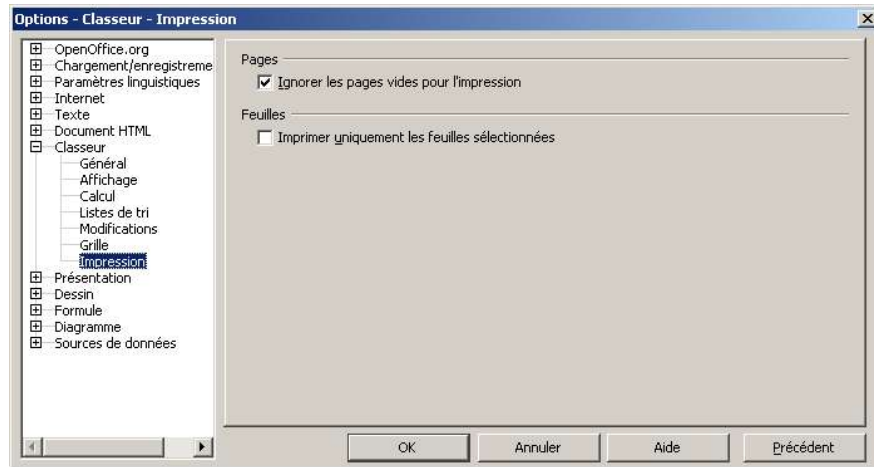 Options - Classeur - Impression
OpenOffice.org
Chargement/enregistreme
Paramètres linguistiques
Internet
Texte
Document HTML
Classeur
Général
Affichage
Calcul
Listes de tri
Modifications
Grille
Impression
Présentation
Dessin
Formule
Diagramme
Sources de données
Pages
Ignorer les pages vides pour l'impression
Feuilles
Imprimer uniquement les feuilles sélectionnées
OK
Annuler
Aide
Précédent